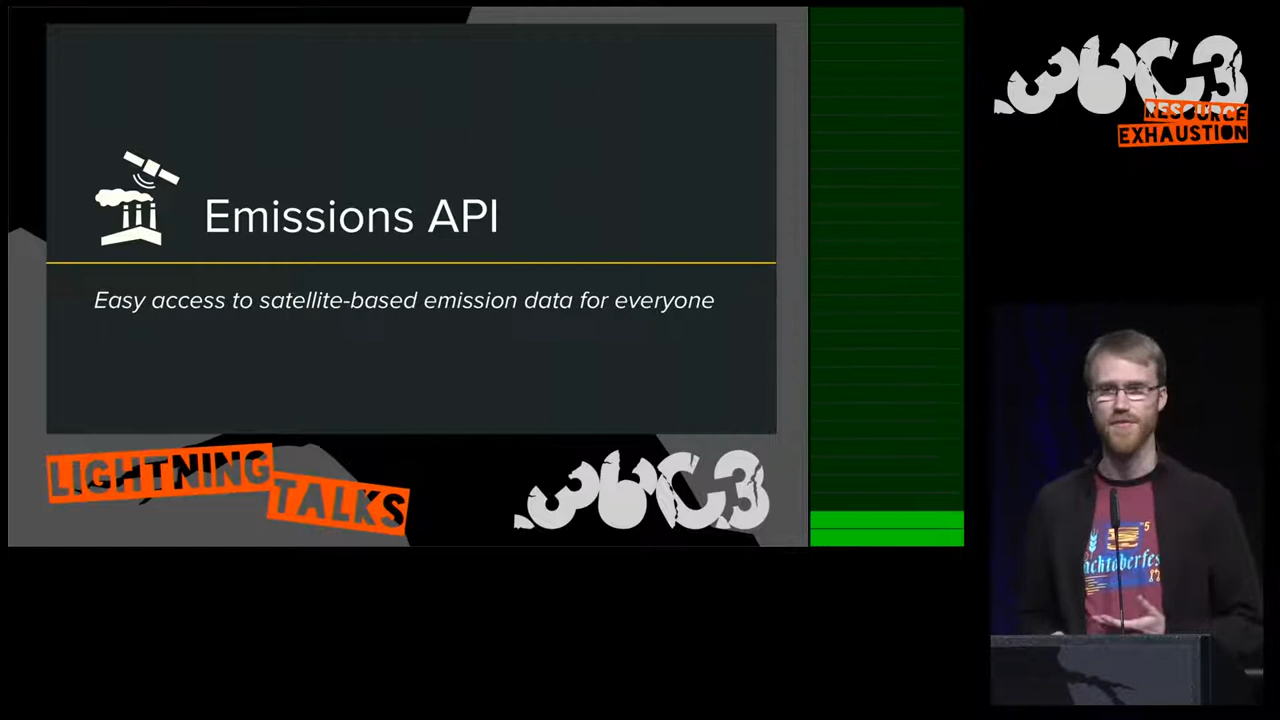 Emissions API
Easy access to satellite-based emission data for everyone
LIGHTNING
TALKS
36C3
36C3
RESOURCE
EXHAUSTION